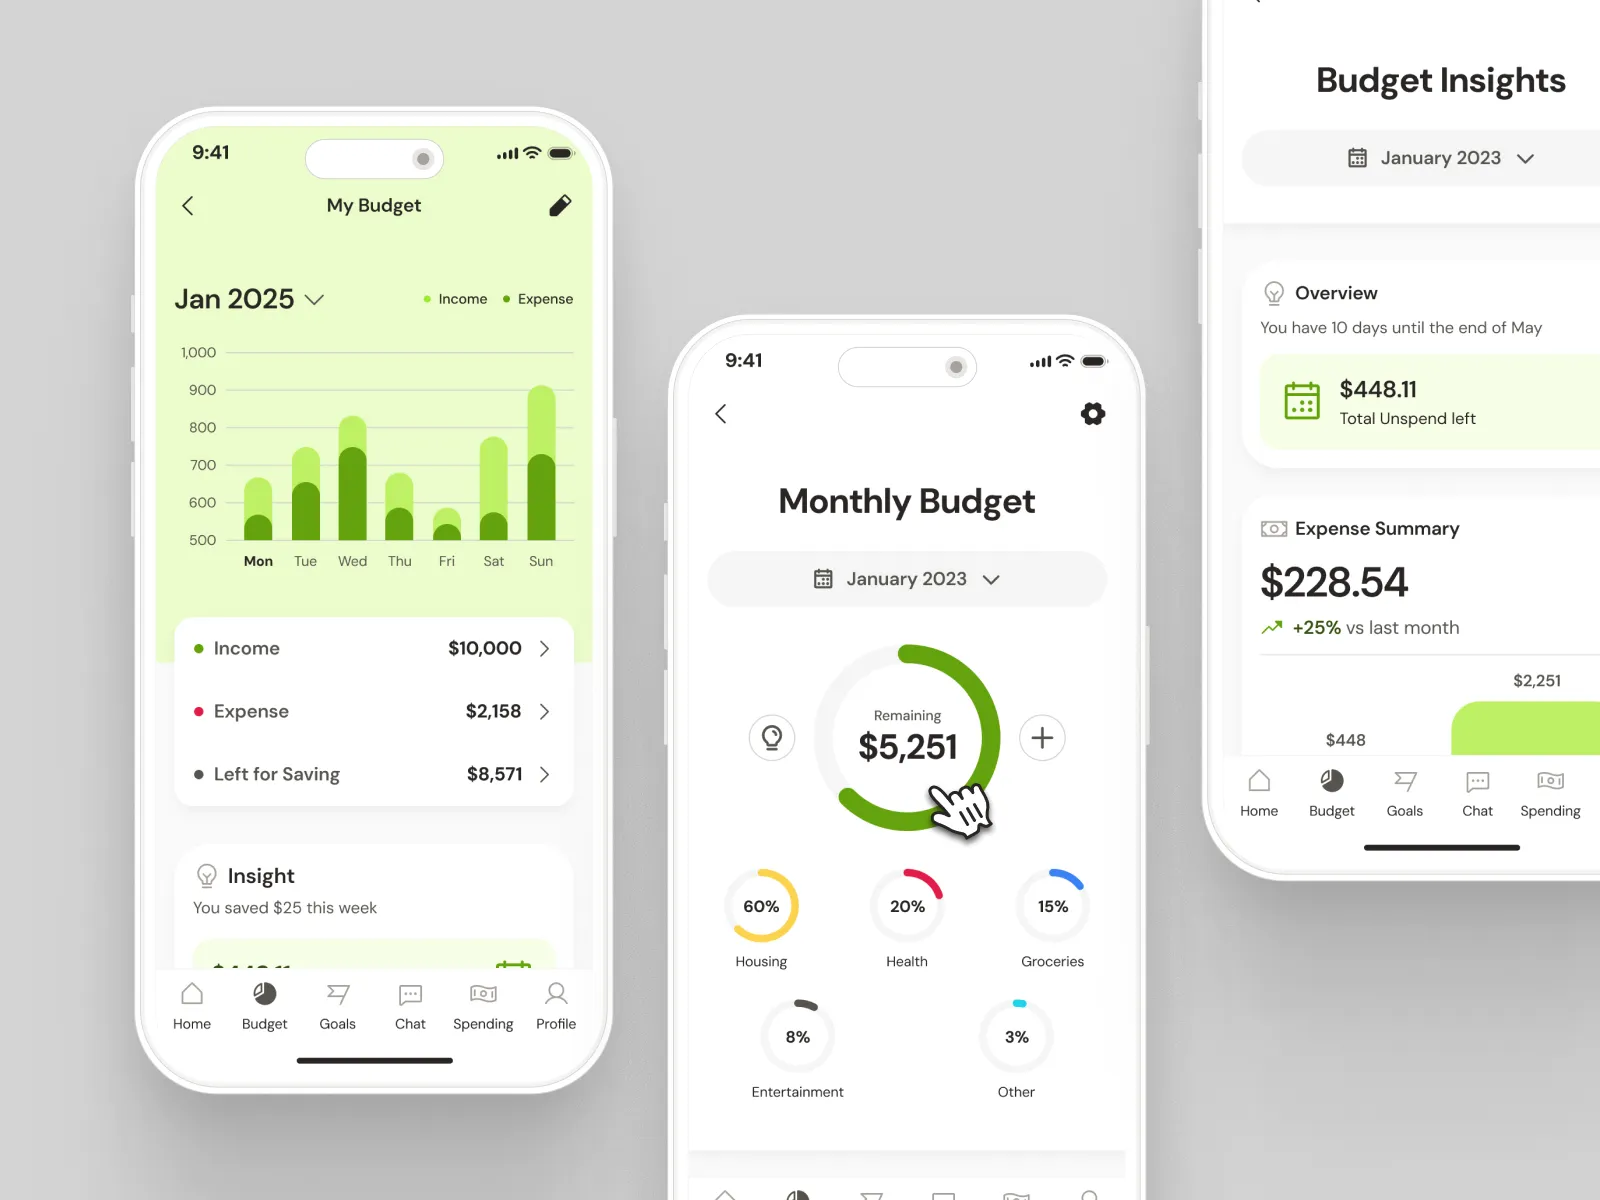 9:41
My Budget
Jan 2025
Income
Expense
1,000
900
800
700
600
500
Mon
Tue
Wed
Thu
Fri
Sat
Sun
Income
$10,000
Expense
$2,158
Left for Saving
$8,571
Insight
You saved $25 this week
Home
Budget
Goals
Chat
Spending
Profile
9:41
Monthly Budget
January 2023
Remaining
$5,251
60%
Housing
20%
Health
15%
Groceries
8%
Entertainment
3%
Other
Budget Insights
January 2023
Overview
You have 10 days until the end of May
$448.11
Total Unspend left
Expense Summary
$228.54
+25% vs last month
$2,251
$448
Home
Budget
Goals
Chat
Spending